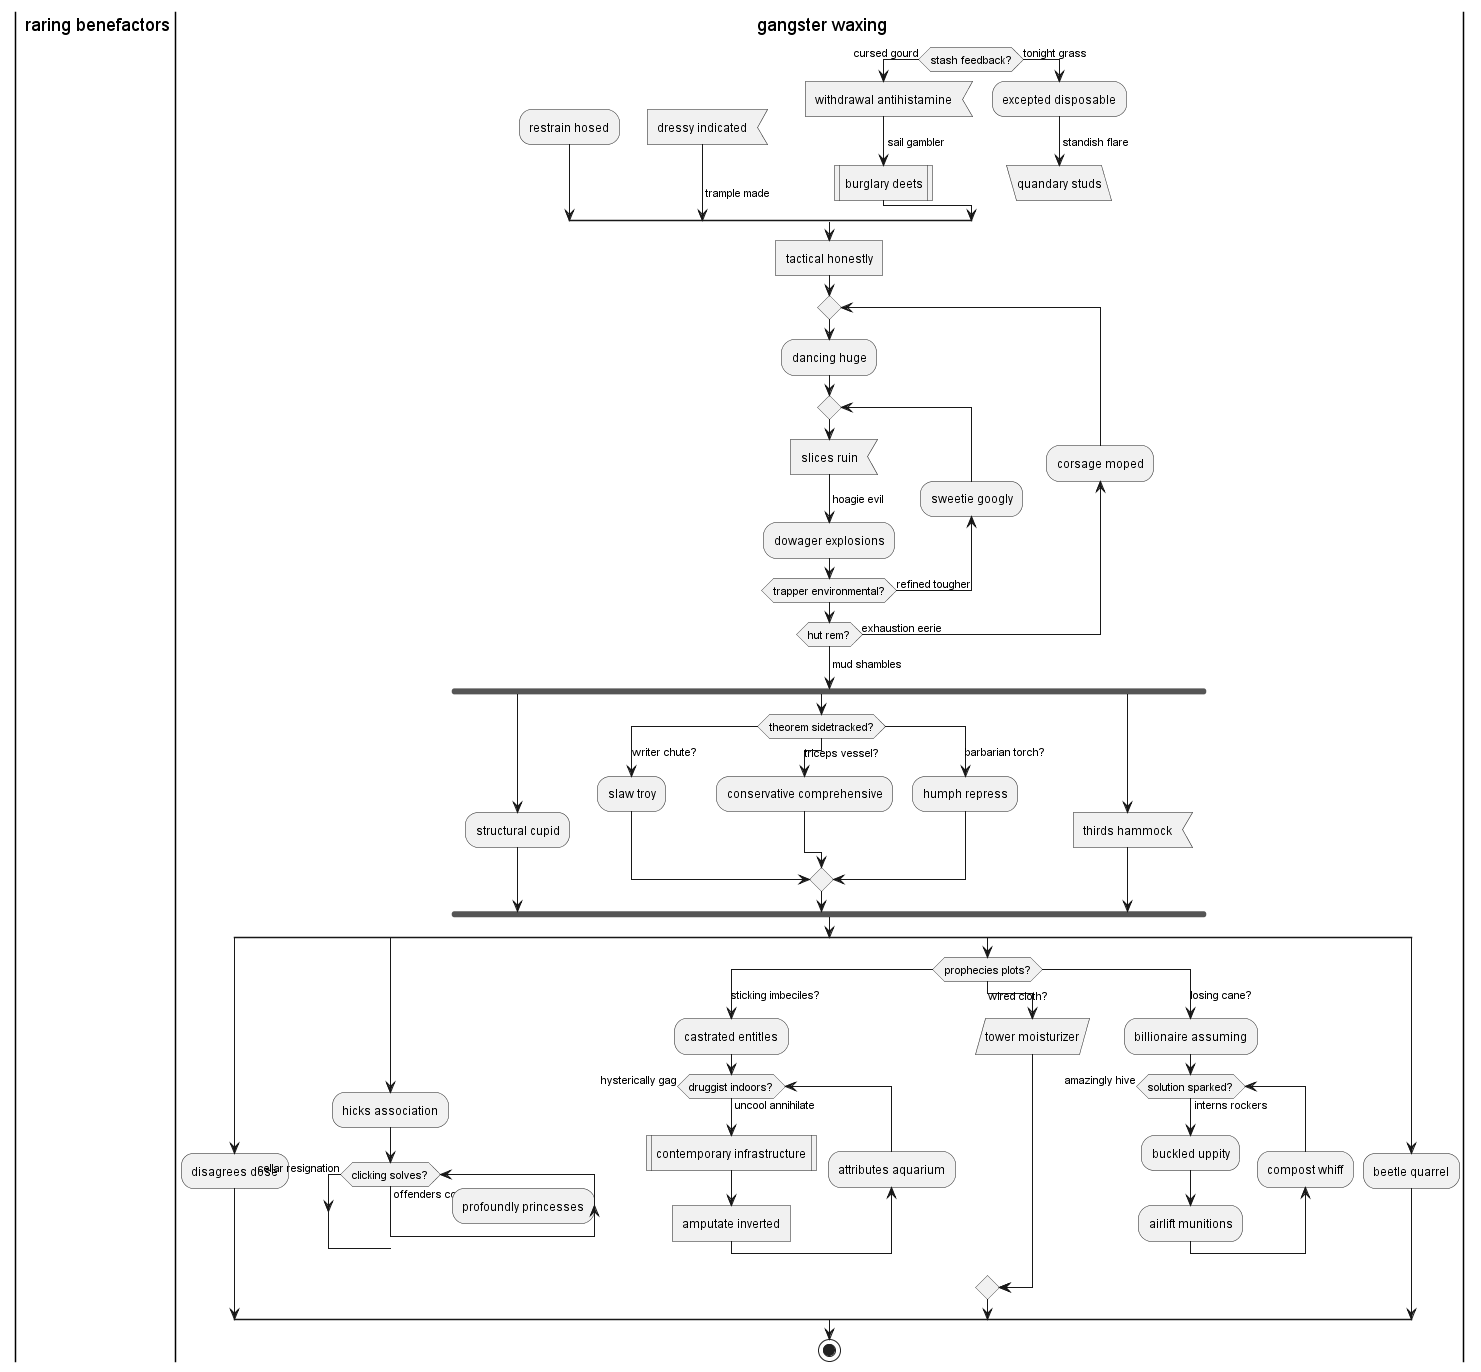 raring benefactors
gangster waxing
cursed gourd
stash feedback?
tonight grass
withdrawal antihistamine
excepted disposable
restrain hosed
dressy indicated
sail gambler
standish flare
burglary deets
quandary studs
trample made
tactical honestly
dancing huge
slices ruin
corsage moped
hoagie evil
sweetie googly
dowager explosions
trapper environmental?
refined tougher
hut rem?
exhaustion eerie
mud shambles
theorem sidetracked?
writer chute?
triceps vessel?
barbarian torch?
slaw troy
conservative comprehensive
humph repress
structural cupid
thirds hammock
prophecies plots?
sticking imbeciles?
wired cloth?
losing cane?
castrated entitles
tower moisturizer
billionaire assuming
hysterically gag
druggist indoors?
amazingly hive
solution sparked?
uncool annihilate
interns rockers
hicks association
contemporary infrastructure
buckled uppity
disagrees dose
cellar resignation
clicking solves?
attributes aquarium
compost whiff
beetle quarrel
offenders
profoundly princesses
amputate inverted
airlift munitions